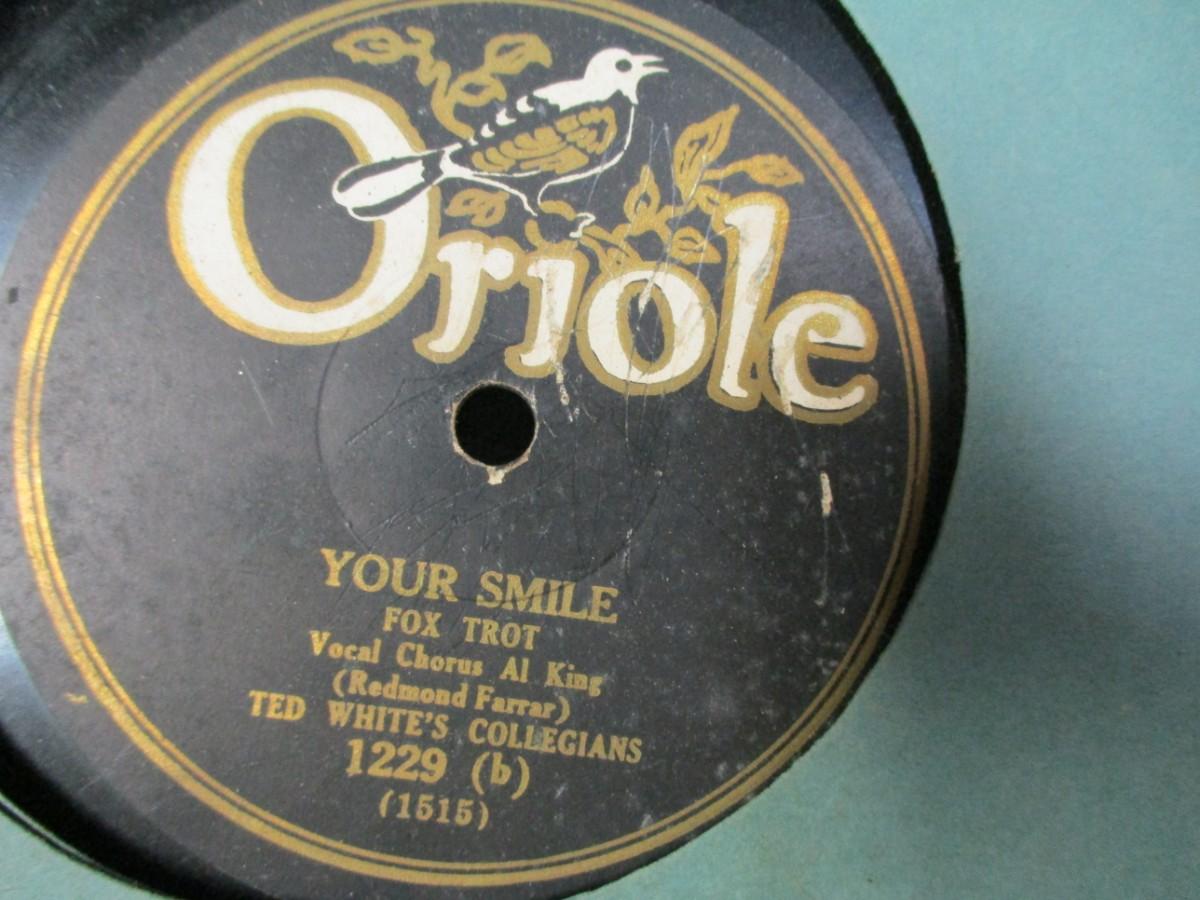 Oriole
YOUR SMILE
FOX TROT
Vocal Chorus Al King
(Redmond Farrar)
TED WHITE'S COLLEGIANS
1229 (b)
(1515)